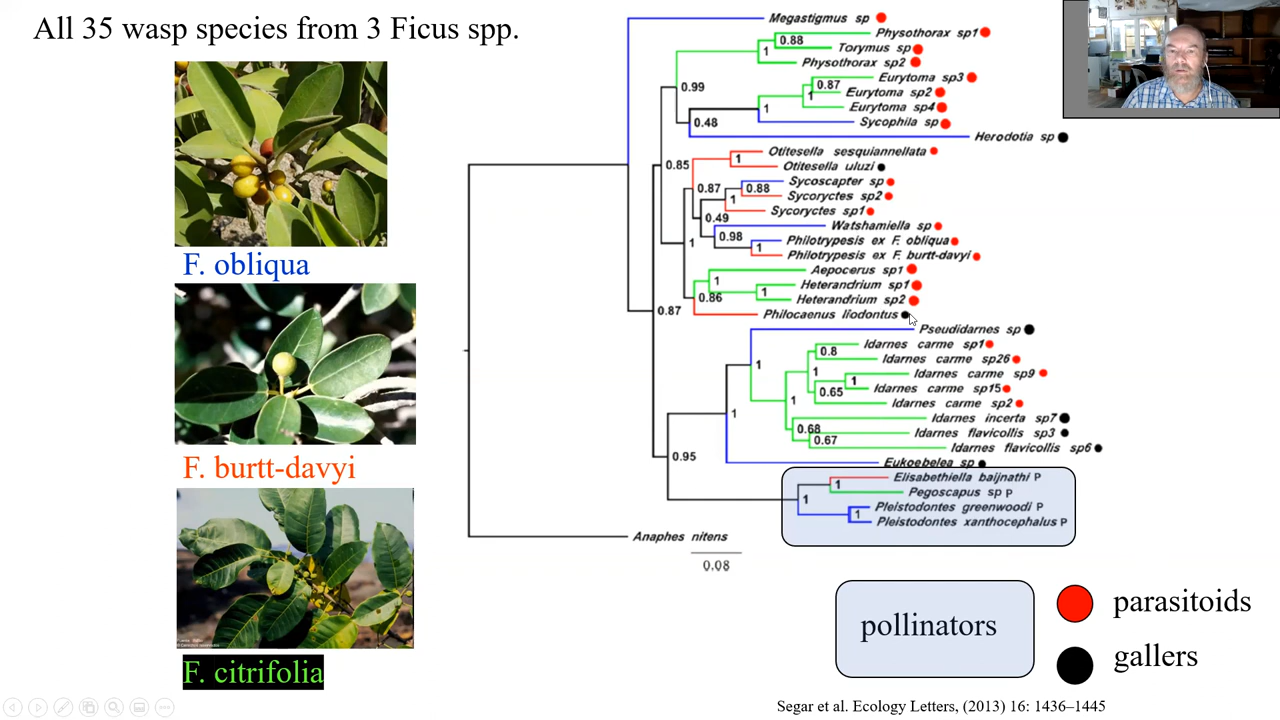 All 35 wasp species from 3 Ficus spp.
F. obliqua
F. burtt-davyi
F. citrifolia
Megastigmus sp
Physothorax sp1
0.88
Torymus sp
1
Physothorax sp2
0.99
Eurytoma sp3
0.87
Eurytoma sp2
1
Eurytoma sp4
1
Sycophila sp
0.48
Herodotia sp
0.85
Otitesella sesquiannellata
1
Otitesella uluzi
0.87
Sycoscapter sp
0.88
Sycoryctes sp2
1
Sycoryctes sp1
0.49
Watshamiella sp
0.98
Philotrypesis ex F. obliqua
1
Philotrypesis ex F. burtt-davyi
1
Aepocerus sp1
1
Heterandrium sp1
1
Heterandrium sp2
0.86
Philocaenus liodontus
0.87
Pseudidarnes sp
1
Idarnes carme sp1
0.8
Idarnes carme sp26
1
Idarnes carme sp9
1
Idarnes carme sp15
0.65
Idarnes carme sp2
1
Idarnes incerta sp7
0.68
Idarnes flavicollis sp3
0.67
Idarnes flavicollis sp6
1
Eukoebelea sp
0.95
Elisabethiella baijnathi P
1
Pegoscapus sp P
1
Pleistodontes greenwoodi P
1
Pleistodontes xanthocephalus P
Anaphes nitens
0.08
pollinators
parasitoids
gallers
Segar et al. Ecology Letters, (2013) 16: 1436–1445